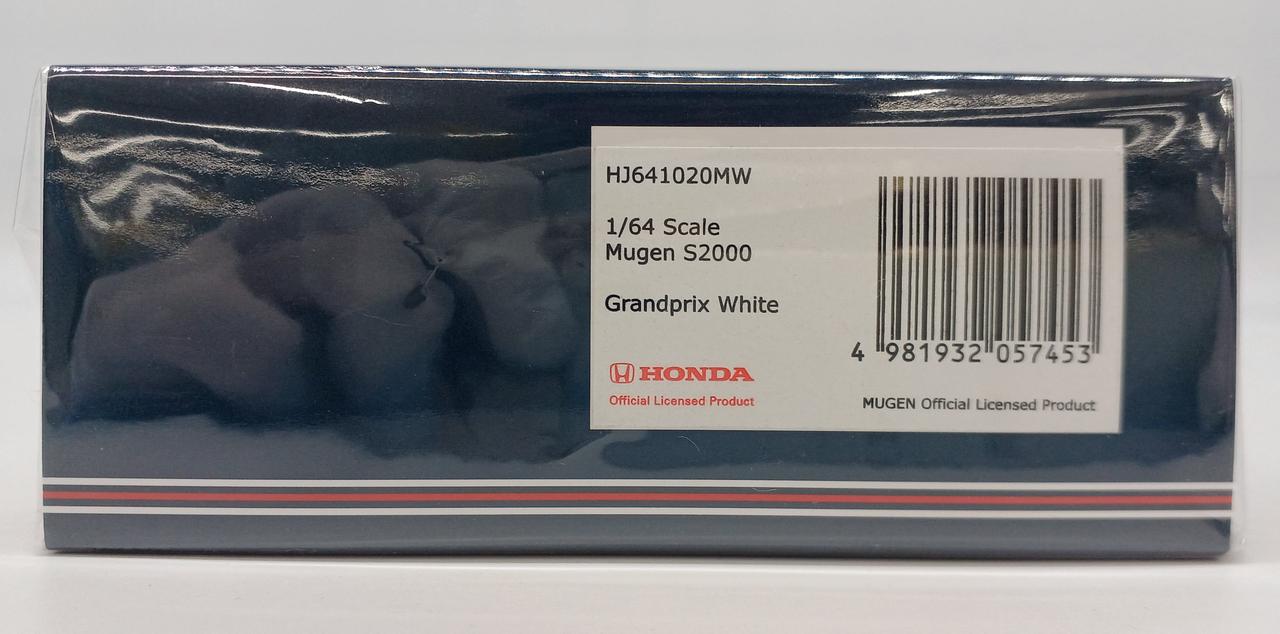 HJ641020MW
1/64 Scale
Mugen S2000
Grandprix White
4 981932 057453
HONDA
Official Licensed Product
MUGEN Official Licensed Product